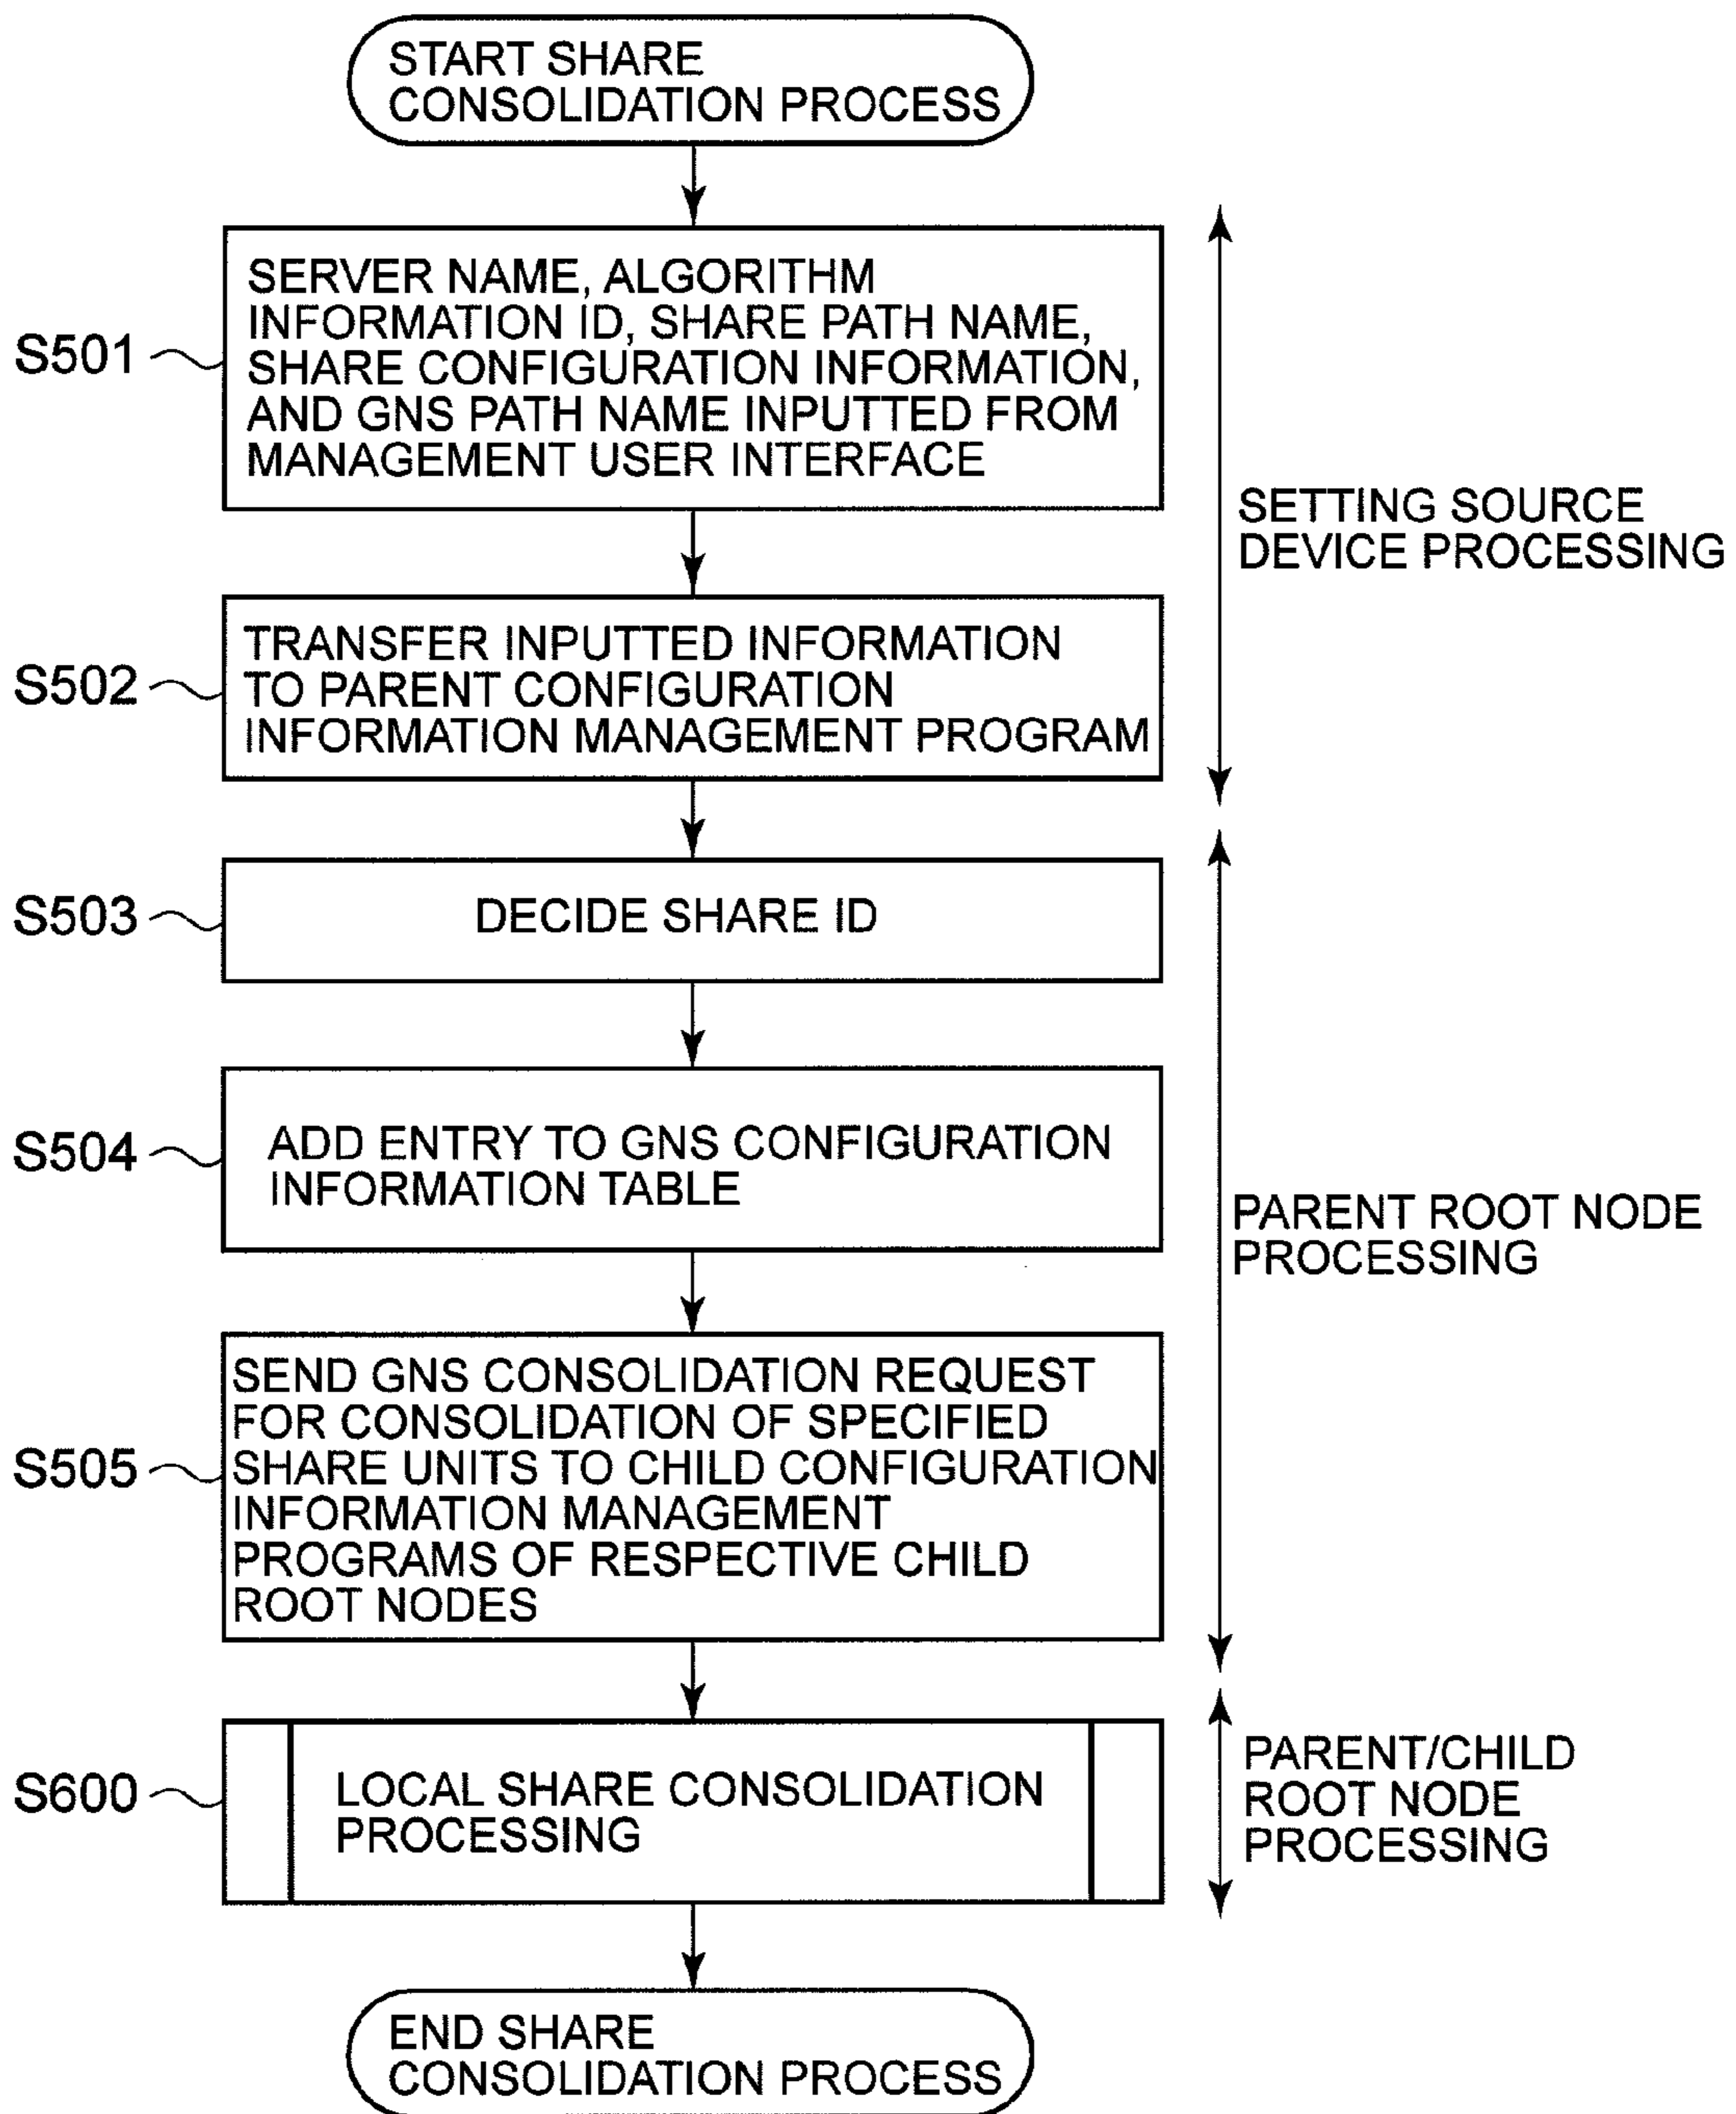 START SHARE
CONSOLIDATION PROCESS
S501
SERVER NAME, ALGORITHM
INFORMATION ID, SHARE PATH NAME,
SHARE CONFIGURATION INFORMATION,
AND GNS PATH NAME INPUTTED FROM
MANAGEMENT USER INTERFACE
SETTING SOURCE
DEVICE PROCESSING
S502
TRANSFER INPUTTED INFORMATION
TO PARENT CONFIGURATION
INFORMATION MANAGEMENT PROGRAM
S503
DECIDE SHARE ID
S504
ADD ENTRY TO GNS CONFIGURATION
INFORMATION TABLE
PARENT ROOT NODE
PROCESSING
S505
SEND GNS CONSOLIDATION REQUEST
FOR CONSOLIDATION OF SPECIFIED
SHARE UNITS TO CHILD CONFIGURATION
INFORMATION MANAGEMENT
PROGRAMS OF RESPECTIVE CHILD
ROOT NODES
S600
LOCAL SHARE CONSOLIDATION
PROCESSING
PARENT/CHILD
ROOT NODE
PROCESSING
END SHARE
CONSOLIDATION PROCESS